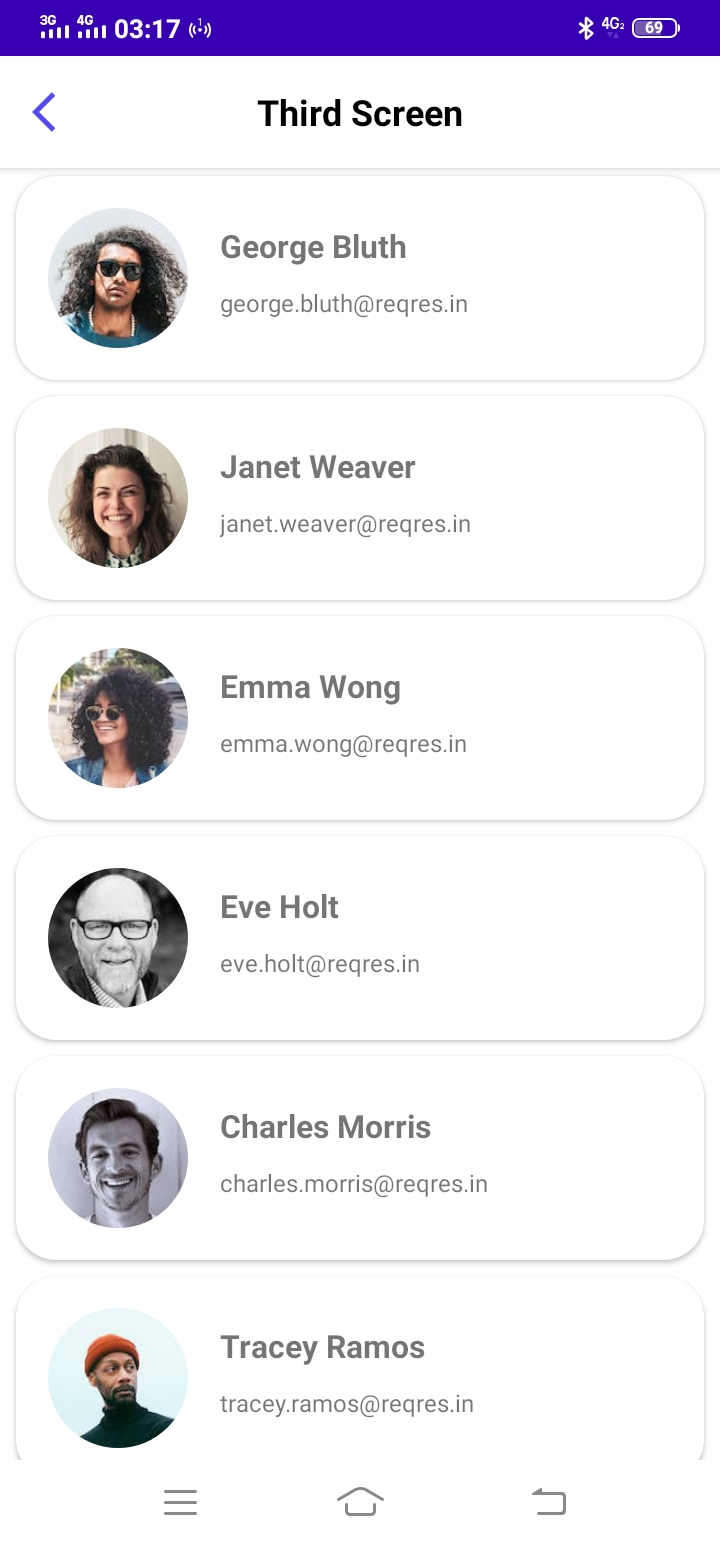 3G 4G 03:17 1 4G2 69
Third Screen
George Bluth
george.bluth@reqres.in
Janet Weaver
janet.weaver@reqres.in
Emma Wong
emma.wong@reqres.in
Eve Holt
eve.holt@reqres.in
Charles Morris
charles.morris@reqres.in
Tracey Ramos
tracey.ramos@reqres.in